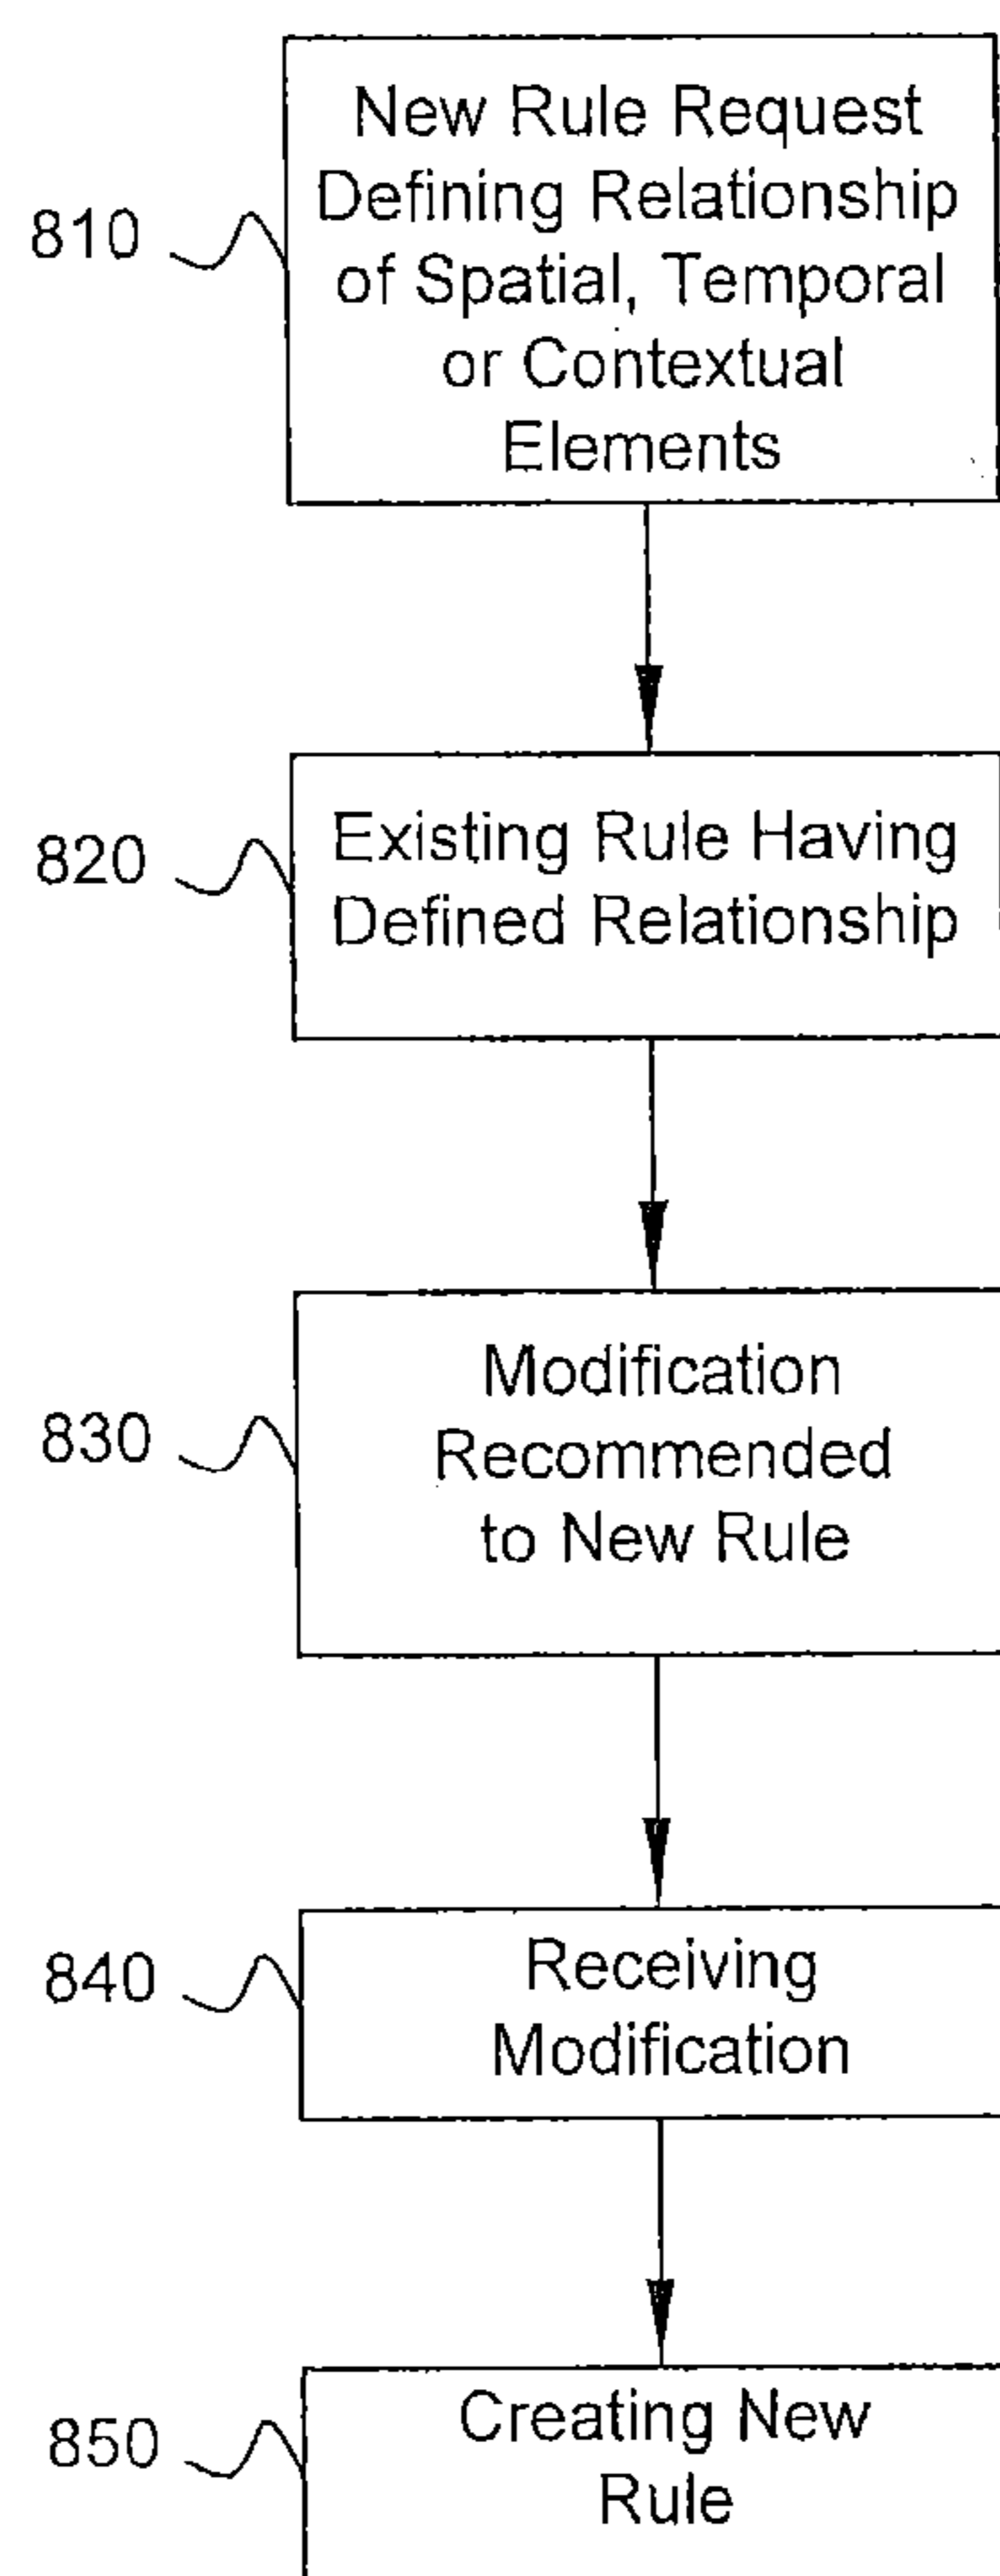 New Rule Request
Defining Relationship
810
of Spatial, Temporal
or Contextual
Elements
820
Existing Rule Having
Defined Relationship
Modification
830
Recommended
to New Rule
840
Receiving
Modification
850
Creating New
Rule